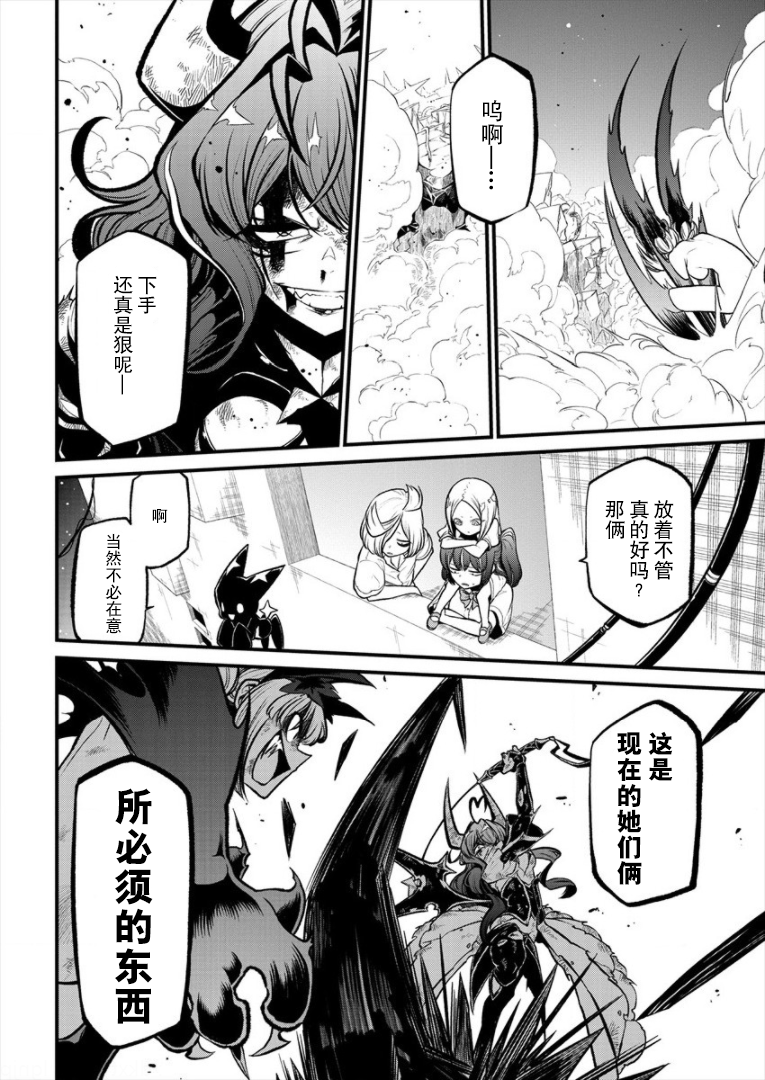 呜啊—…
下手
还真是狠呢—
放着不管
真的好吗?
那俩
啊
当然不必在意
这是
现在的她们俩
所必须的东西